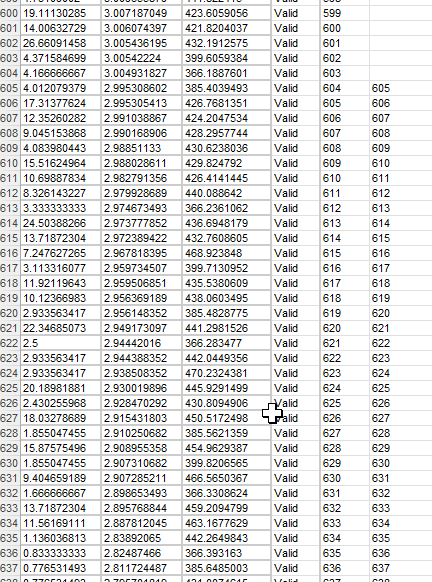 600 19.11130285 3.007187049 423.6059056 Valid 599
601 14.00632729 3.006074397 421.8204037 Valid 600
602 26.66091458 3.005436195 432.1912575 Valid 601
603 4.371584699 3.00542224 399.6059384 Valid 602
604 4.166666667 3.004931827 366.1887601 Valid 603
605 4.012079379 2.995308602 385.4039493 Valid 604 605
606 17.31377624 2.995305413 426.7681351 Valid 605 606
607 12.35260282 2.991038867 424.2047534 Valid 606 607
608 9.045153868 2.990168906 428.2957744 Valid 607 608
609 4.083980443 2.98851133 430.6238036 Valid 608 609
610 15.51624964 2.988028611 429.824792 Valid 609 610
611 10.69887834 2.982791356 426.4141445 Valid 610 611
612 8.326143227 2.979928689 440.088642 Valid 611 612
613 3.333333333 2.974673493 366.2361062 Valid 612 613
614 24.50388266 2.973777852 436.6948179 Valid 613 614
615 13.71872304 2.972389422 432.7608605 Valid 614 615
616 7.247627265 2.967818395 468.923848 Valid 615 616
617 3.113316077 2.959734507 399.7130952 Valid 616 617
618 11.92119643 2.959506851 435.5380609 Valid 617 618
619 10.12366983 2.956369189 438.0603495 Valid 618 619
620 2.933563417 2.956148352 385.4828775 Valid 619 620
621 22.34685073 2.949173097 441.2981526 Valid 620 621
622 2.5 2.94442016 366.283477 Valid 621 622
623 2.933563417 2.944388352 442.0449356 Valid 622 623
624 2.933563417 2.938508352 470.2324381 Valid 623 624
625 20.18981881 2.930019896 445.9291499 Valid 624 625
626 2.430255968 2.928470292 430.8094906 Valid 625 626
627 18.03278689 2.915431803 450.5172498 Valid 626 627
628 1.855047455 2.910250682 385.5621359 Valid 627 628
629 15.87575496 2.908955358 454.9629387 Valid 628 629
630 1.855047455 2.907310682 399.8206565 Valid 629 630
631 9.404659189 2.907285211 466.5650367 Valid 630 631
632 1.666666667 2.898653493 366.3308624 Valid 631 632
633 13.71872304 2.895768844 459.2094799 Valid 632 633
634 11.56169111 2.887812045 463.1677629 Valid 633 634
635 1.136036813 2.83892065 442.2649843 Valid 634 635
636 0.833333333 2.82487466 366.393163 Valid 635 636
637 0.776531493 2.811724487 385.6485003 Valid 636 637